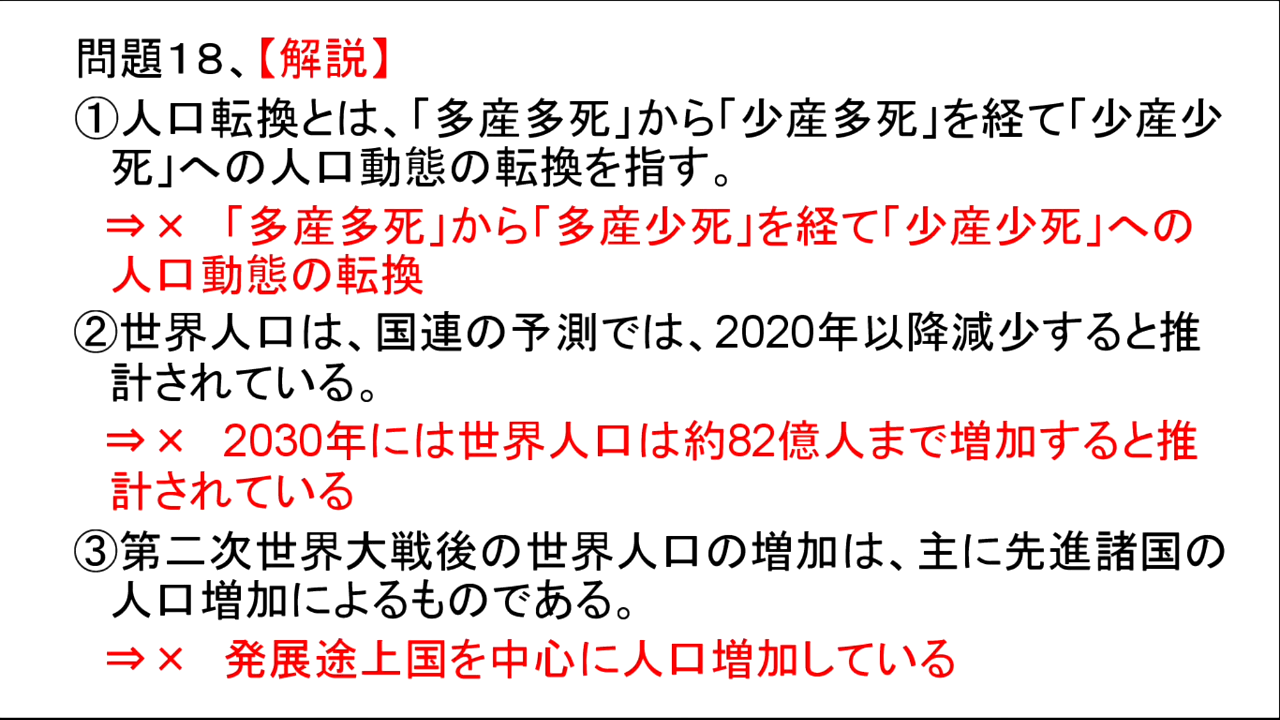 問題１８、【解説】
①人口転換とは、「多産多死」から「少産多死」を経て「少産少
死」への人口動態の転換を指す。
⇒×　「多産多死」から「多産少死」を経て「少産少死」への
人口動態の転換
②世界人口は、国連の予測では、2020年以降減少すると推
計されている。
⇒×　2030年には世界人口は約82億人まで増加すると推
計されている
③第二次世界大戦後の世界人口の増加は、主に先進諸国の
人口増加によるものである。
⇒×　発展途上国を中心に人口増加している